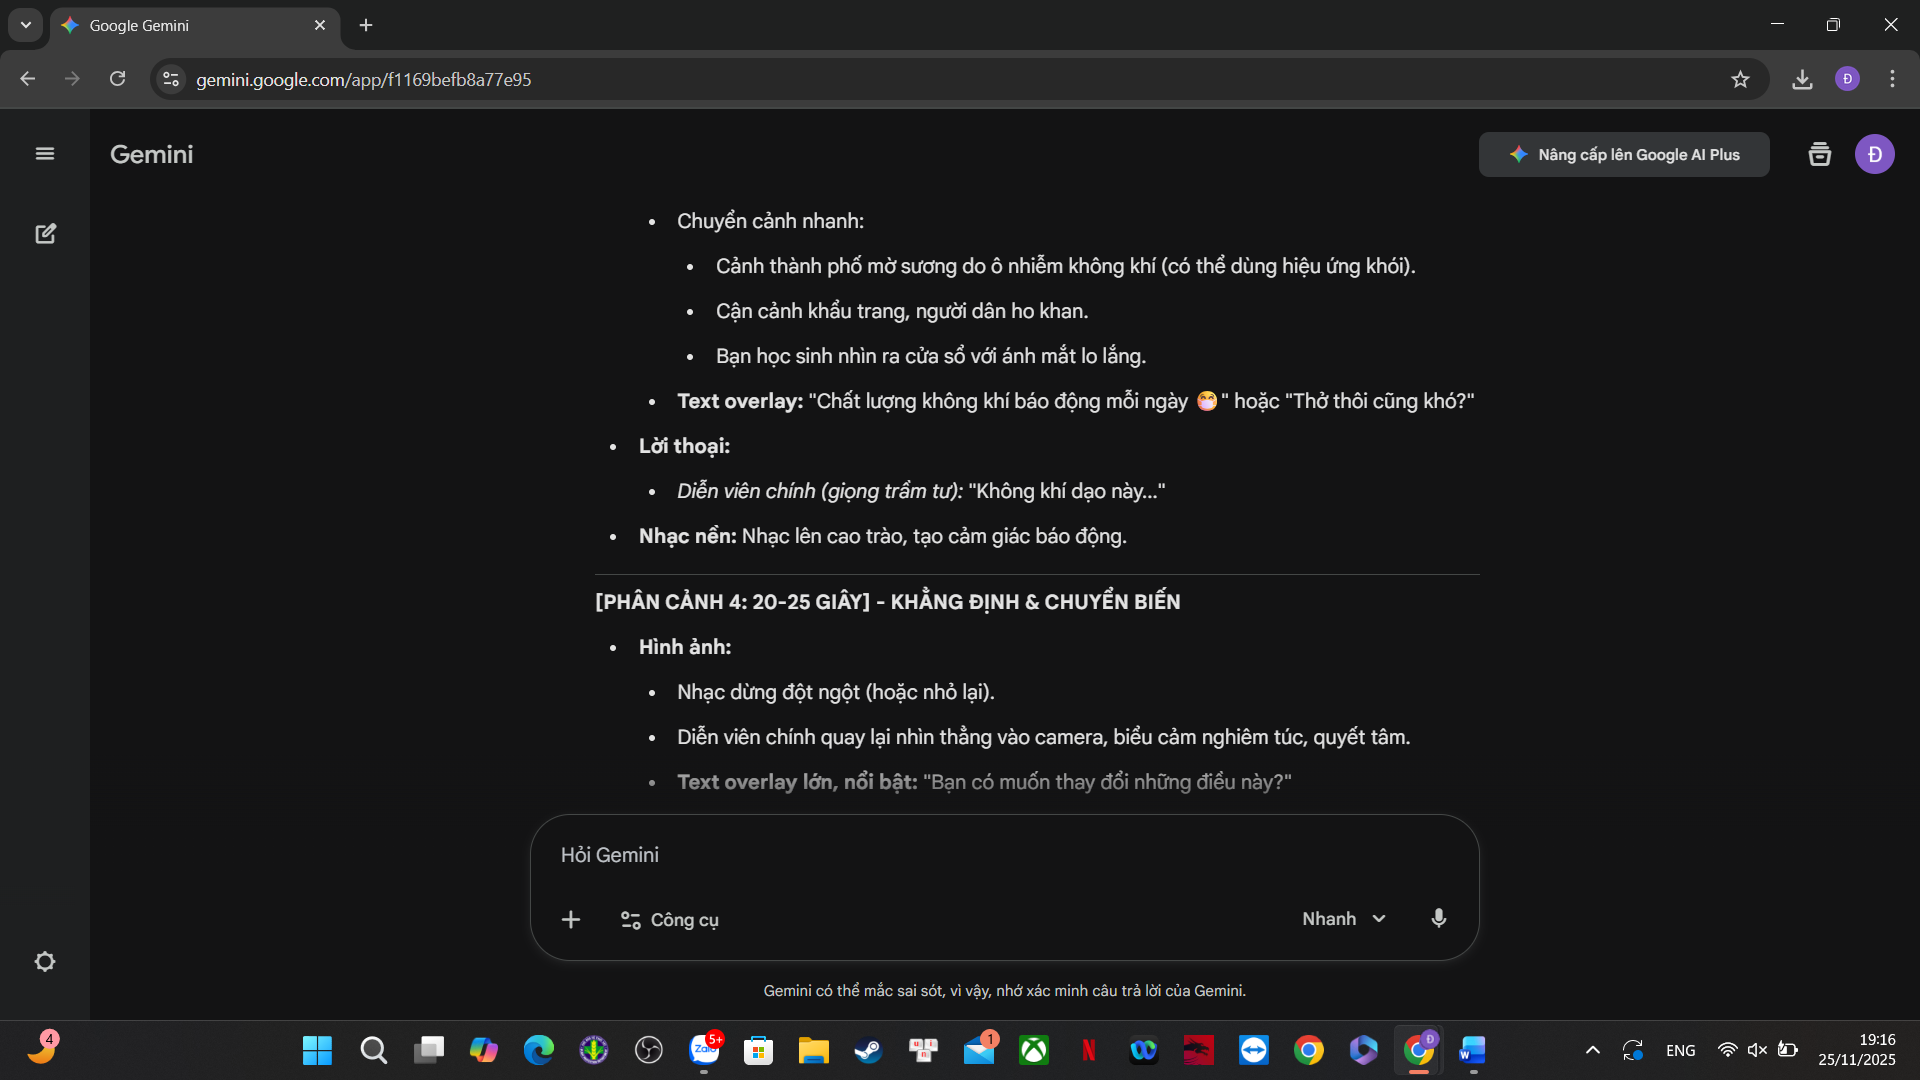 Google Gemini
gemini.google.com/app/f1169befb8a77e95
Đ
Gemini
Nâng cấp lên Google AI Plus
Đ
Chuyển cảnh nhanh:
Cảnh thành phố mờ sương do ô nhiễm không khí (có thể dùng hiệu ứng khói).
Cận cảnh khẩu trang, người dân ho khan.
Bạn học sinh nhìn ra cửa sổ với ánh mắt lo lắng.
Text overlay: "Chất lượng không khí báo động mỗi ngày 😷" hoặc "Thở thôi cũng khó?"
Lời thoại:
Diễn viên chính (giọng trầm tư): "Không khí dạo này..."
Nhạc nền: Nhạc lên cao trào, tạo cảm giác báo động.
[PHÂN CẢNH 4: 20-25 GIÂY] - KHẲNG ĐỊNH & CHUYỂN BIẾN
Hình ảnh:
Nhạc dừng đột ngột (hoặc nhỏ lại).
Diễn viên chính quay lại nhìn thẳng vào camera, biểu cảm nghiêm túc, quyết tâm.
Text overlay lớn, nổi bật: "Bạn có muốn thay đổi những điều này?"
Hỏi Gemini
Công cụ
Nhanh
Gemini có thể mắc sai sót, vì vậy, nhớ xác minh câu trả lời của Gemini.
4
Zalo
5+
1
Đ
ENG
19:16
25/11/2025